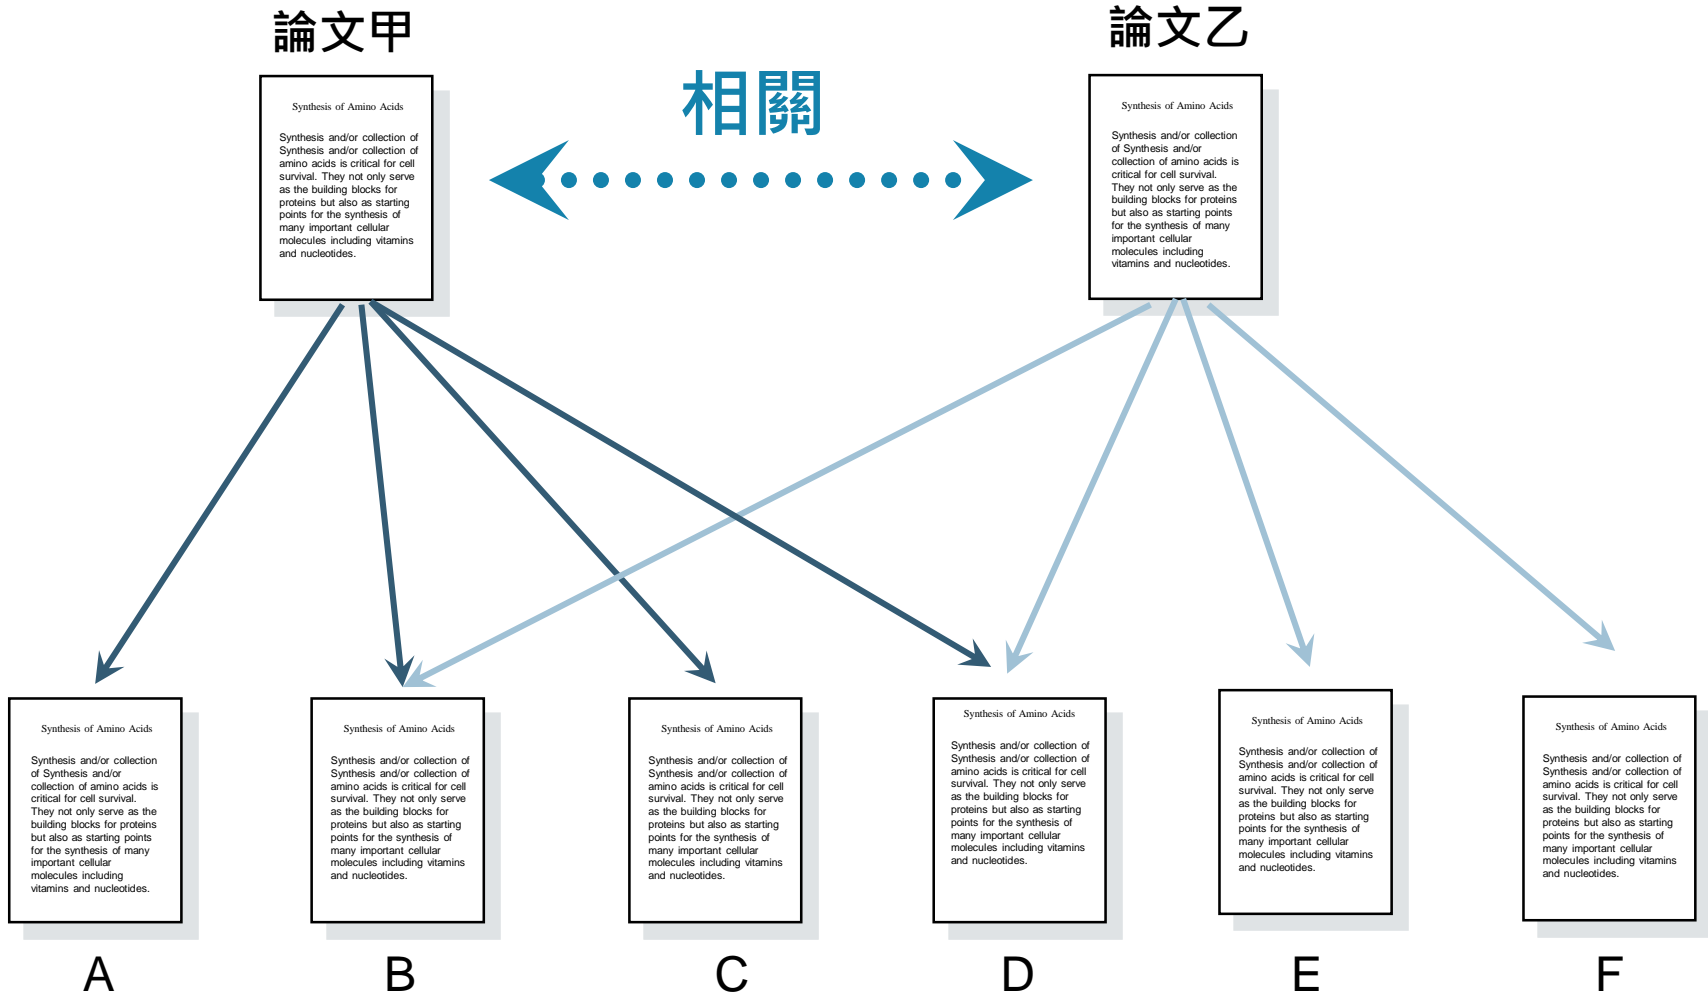 論文甲
論文乙
相關
Synthesis of Amino Acids
Synthesis and/or collection of
Synthesis and/or collection of
amino acids is critical for cell
survival. They not only serve
as the building blocks for
proteins but also as starting
points for the synthesis of
many important cellular
molecules including vitamins
and nucleotides.
Synthesis of Amino Acids
Synthesis and/or collection
of Synthesis and/or
collection of amino acids is
critical for cell survival.
They not only serve as the
building blocks for proteins
but also as starting points
for the synthesis of many
important cellular
molecules including
vitamins and nucleotides.
Synthesis of Amino Acids
Synthesis and/or collection
of Synthesis and/or
collection of amino acids is
critical for cell survival.
They not only serve as the
building blocks for proteins
but also as starting points
for the synthesis of many
important cellular
molecules including
vitamins and nucleotides.
Synthesis of Amino Acids
Synthesis and/or collection of
Synthesis and/or collection of
amino acids is critical for cell
survival. They not only serve
as the building blocks for
proteins but also as starting
points for the synthesis of
many important cellular
molecules including vitamins
and nucleotides.
Synthesis of Amino Acids
Synthesis and/or collection of
Synthesis and/or collection of
amino acids is critical for cell
survival. They not only serve
as the building blocks for
proteins but also as starting
points for the synthesis of
many important cellular
molecules including vitamins
and nucleotides.
Synthesis of Amino Acids
Synthesis and/or collection of
Synthesis and/or collection of
amino acids is critical for cell
survival. They not only serve
as the building blocks for
proteins but also as starting
points for the synthesis of
many important cellular
molecules including vitamins
and nucleotides.
Synthesis of Amino Acids
Synthesis and/or collection of
Synthesis and/or collection of
amino acids is critical for cell
survival. They not only serve
as the building blocks for
proteins but also as starting
points for the synthesis of
many important cellular
molecules including vitamins
and nucleotides.
Synthesis of Amino Acids
Synthesis and/or collection of
Synthesis and/or collection of
amino acids is critical for cell
survival. They not only serve
as the building blocks for
proteins but also as starting
points for the synthesis of
many important cellular
molecules including vitamins
and nucleotides.
A
B
C
D
E
F